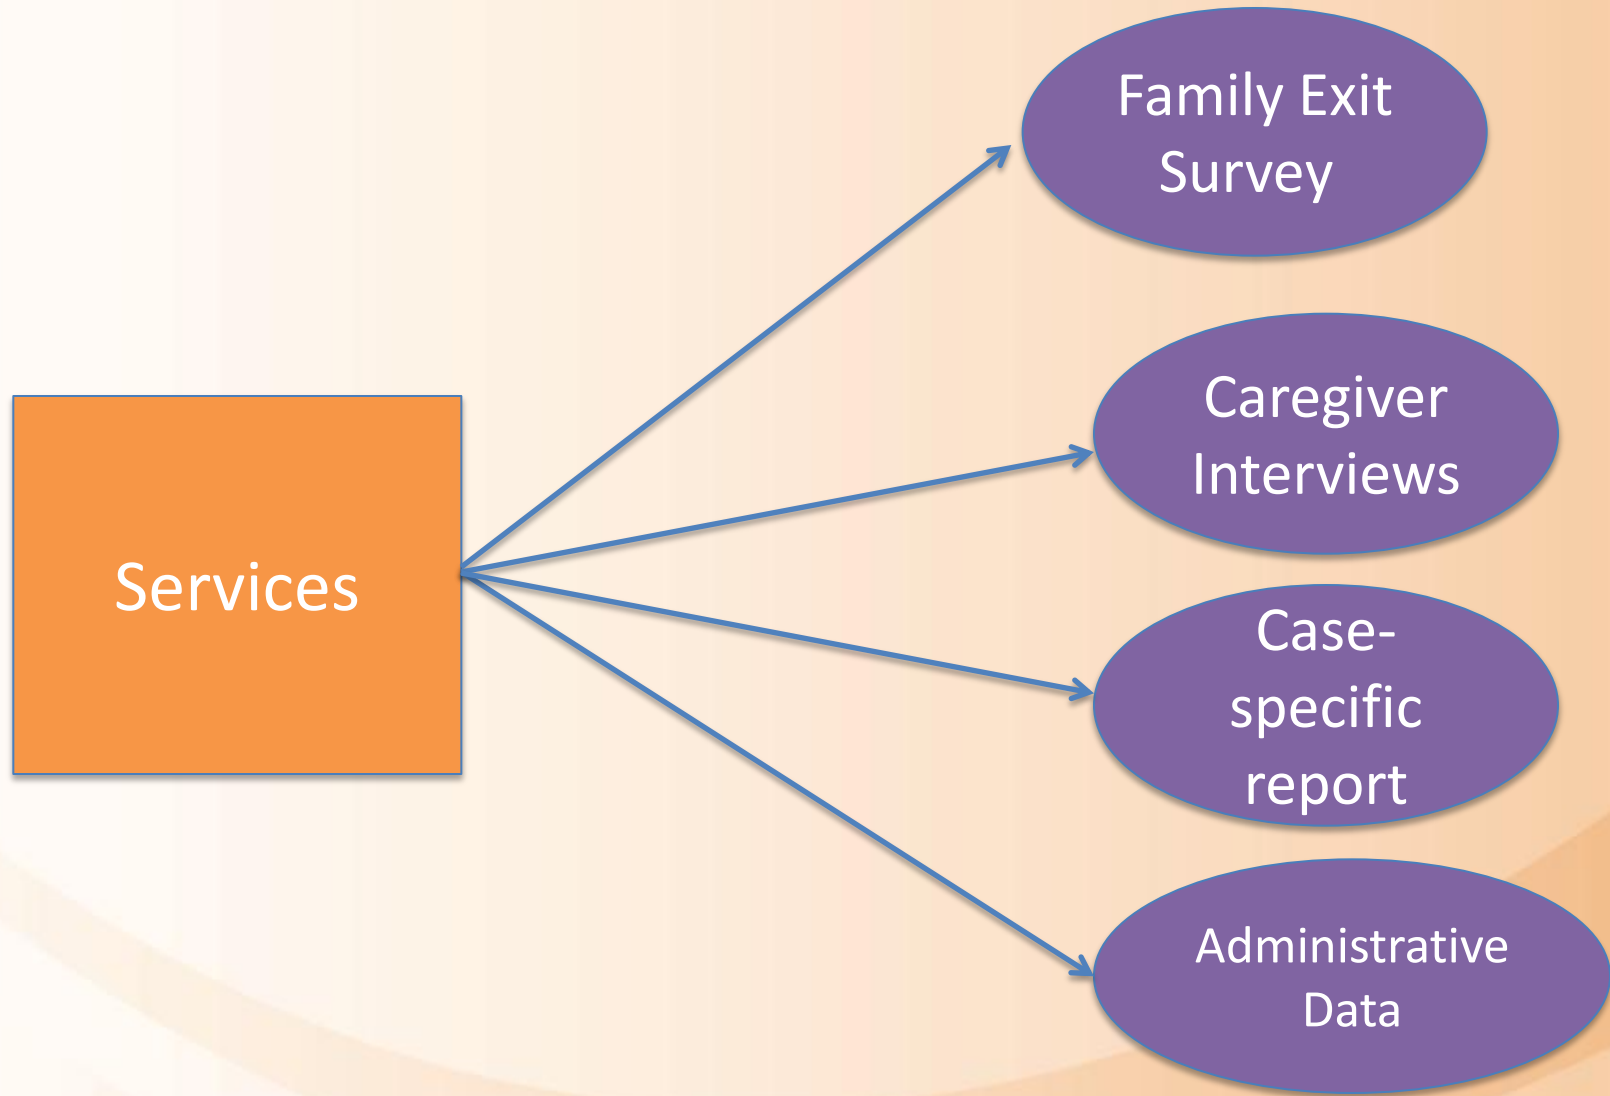 Family Exit
Survey
Caregiver
Interviews
Services
Case-
specific
report
Administrative
Data